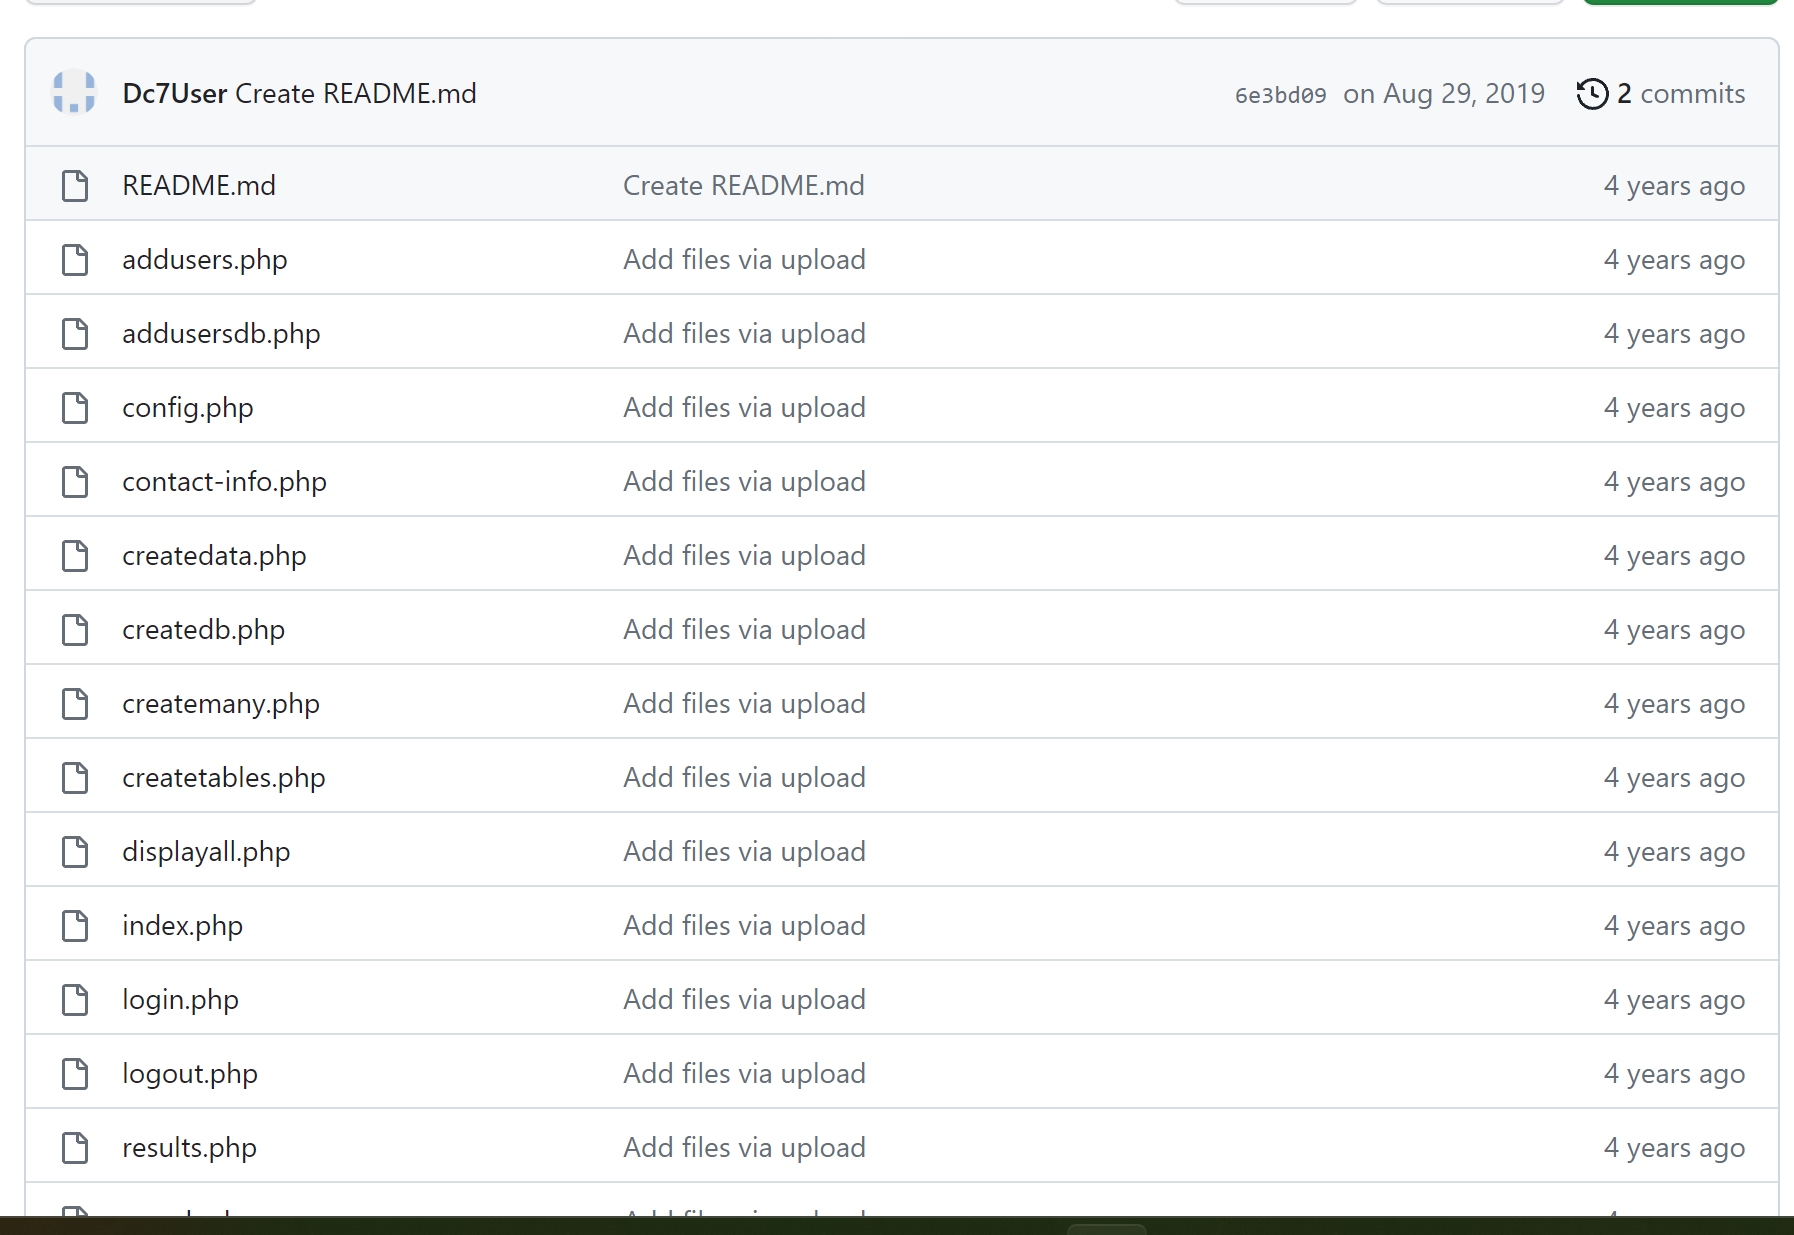 Dc7User Create README.md 6e3bd09 on Aug 29, 2019 2 commits
README.md Create README.md 4 years ago
addusers.php Add files via upload 4 years ago
addusersdb.php Add files via upload 4 years ago
config.php Add files via upload 4 years ago
contact-info.php Add files via upload 4 years ago
createdata.php Add files via upload 4 years ago
createdb.php Add files via upload 4 years ago
createmany.php Add files via upload 4 years ago
createtables.php Add files via upload 4 years ago
displayall.php Add files via upload 4 years ago
index.php Add files via upload 4 years ago
login.php Add files via upload 4 years ago
logout.php Add files via upload 4 years ago
results.php Add files via upload 4 years ago